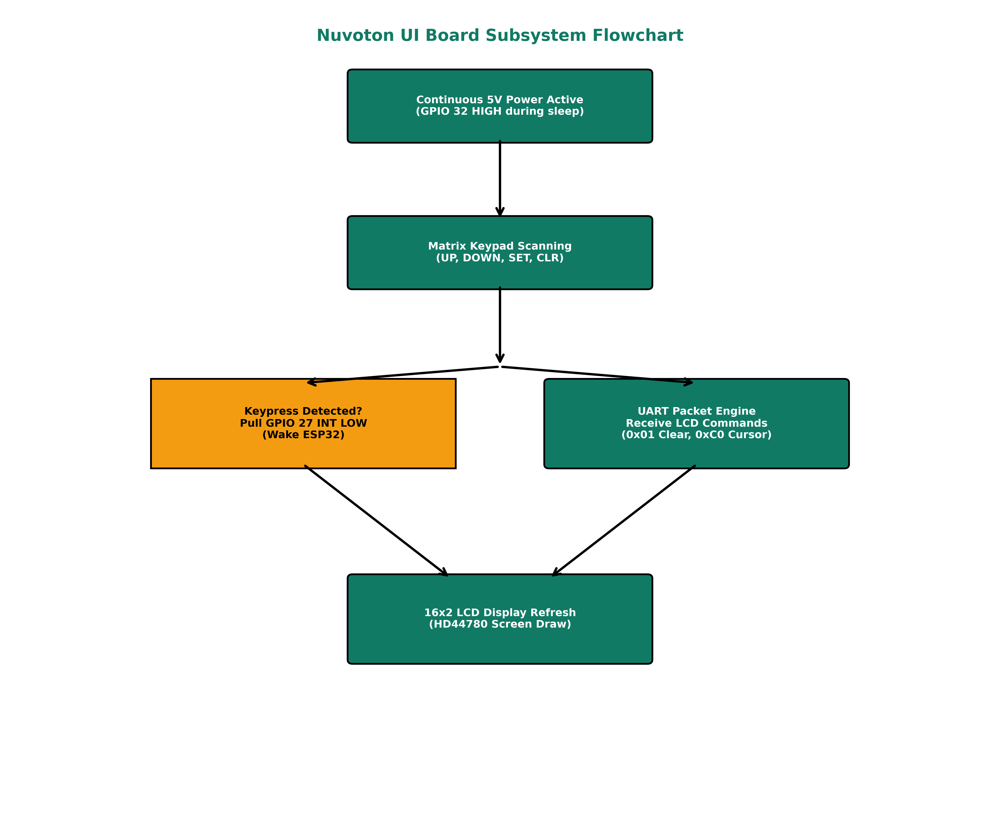 Nuvoton UI Board Subsystem Flowchart
Continuous 5V Power Active
(GPIO 32 HIGH during sleep)
Matrix Keypad Scanning
(UP, DOWN, SET, CLR)
Keypress Detected?
Pull GPIO 27 INT LOW
(Wake ESP32)
UART Packet Engine
Receive LCD Commands
(0x01 Clear, 0xC0 Cursor)
16x2 LCD Display Refresh
(HD44780 Screen Draw)